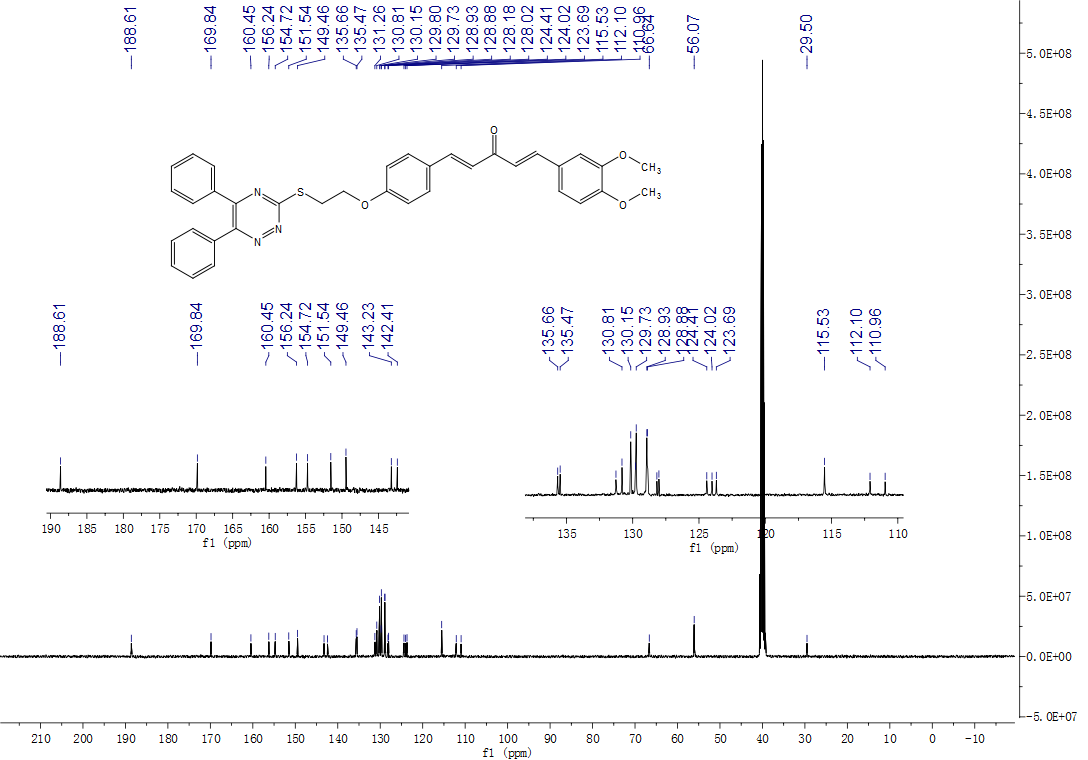 188.61
169.84
160.45
156.24
154.72
151.54
149.46
135.66
135.47
131.26
130.81
130.15
129.80
129.73
128.93
128.88
128.18
128.02
124.41
124.02
123.69
115.53
112.10
110.96
66.64
56.07
29.50
5.0E+08
4.5E+08
4.0E+08
3.5E+08
3.0E+08
2.5E+08
2.0E+08
1.5E+08
1.0E+08
5.0E+07
0.0E+00
-5.0E+07
O
N
S
O
N
N
O
CH3
O
CH3
188.61
169.84
160.45
156.24
154.72
151.54
149.46
143.23
142.41
190 185 180 175 170 165 160 155 150 145
f1 (ppm)
135.66
135.47
130.81
130.15
129.73
128.93
128.88
124.41
124.02
123.69
115.53
112.10
110.96
135 130 125 120 115 110
f1 (ppm)
210 200 190 180 170 160 150 140 130 120 110 100 90 80 70 60 50 40 30 20 10 0 -10
f1 (ppm)